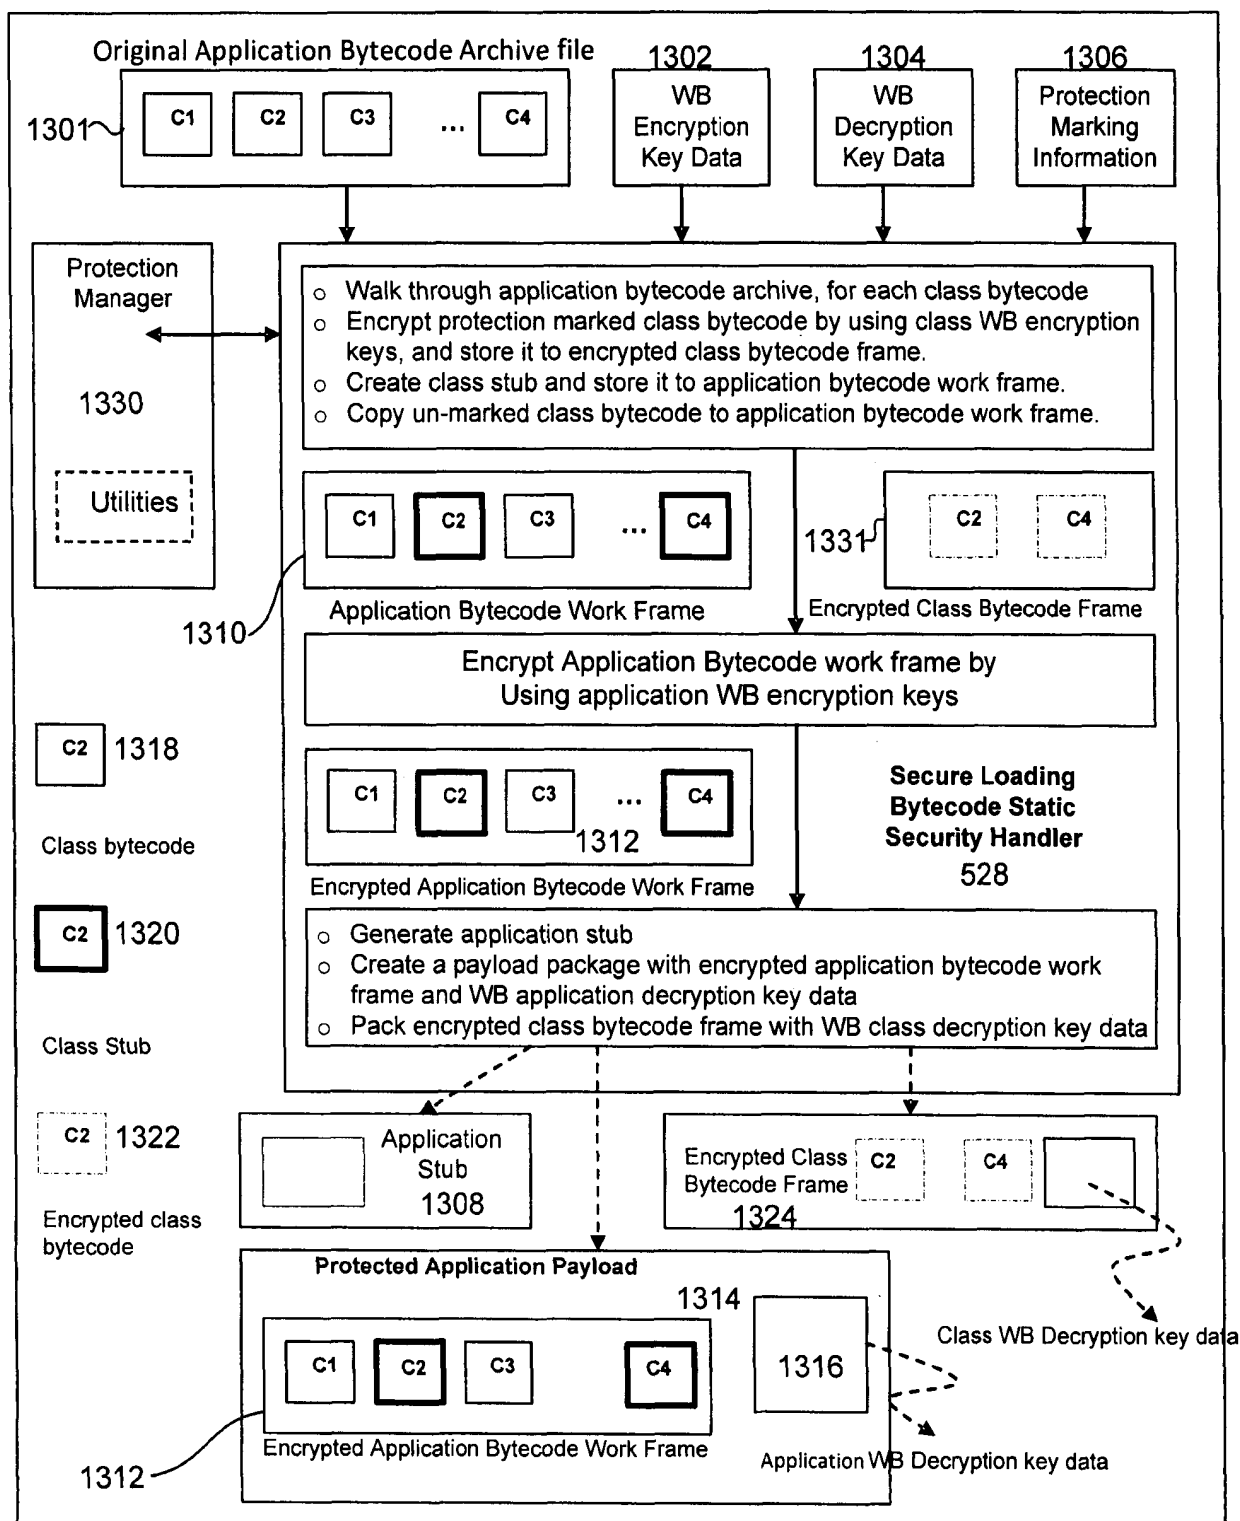 Original Application Bytecode Archive file
1301
C1
C2
C3
...
C4
1302
WB
Encryption
Key Data
1304
WB
Decryption
Key Data
1306
Protection
Marking
Information
Protection
Manager
1330
Utilities
o Walk through application bytecode archive, for each class bytecode
o Encrypt protection marked class bytecode by using class WB encryption
keys, and store it to encrypted class bytecode frame.
o Create class stub and store it to application bytecode work frame.
o Copy un-marked class bytecode to application bytecode work frame.
C1
C2
C3
...
C4
1310
Application Bytecode Work Frame
1331
C2
C4
Encrypted Class Bytecode Frame
Encrypt Application Bytecode work frame by
Using application WB encryption keys
C1
C2
C3
...
C4
1312
Encrypted Application Bytecode Work Frame
Secure Loading
Bytecode Static
Security Handler
528
C2
1318
Class bytecode
C2
1320
Class Stub
C2
1322
Encrypted class
bytecode
o Generate application stub
o Create a payload package with encrypted application bytecode work
frame and WB application decryption key data
o Pack encrypted class bytecode frame with WB class decryption key data
Application
Stub
1308
Encrypted Class
Bytecode Frame
1324
C2
C4
Class WB Decryption key data
Protected Application Payload
1314
C1
C2
C3
C4
1316
Encrypted Application Bytecode Work Frame
1312
Application WB Decryption key data